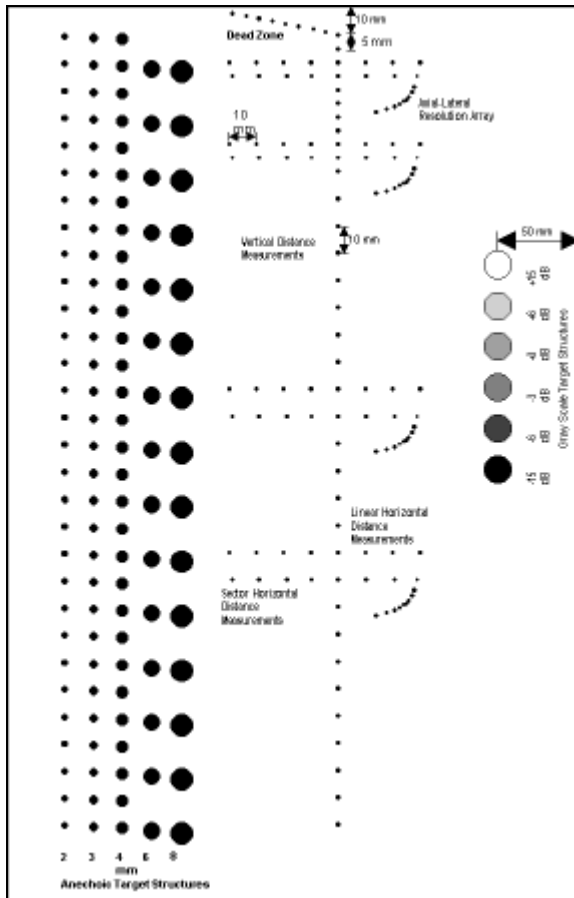 10 mm
Dead Zone
5 mm
Axial-Lateral
Resolution Array
10
mm
50 mm
Vertical Distance
Measurements
10 mm
+15
dB
-6
dB
dB
-3
dB
-6
dB
-15
dB
Gray Scale Target Structures
Linear Horizontal
Distance
Measurements
Sector Horizontal
Distance
Measurements
2 3 4 6 8
mm
Anechoic Target Structures